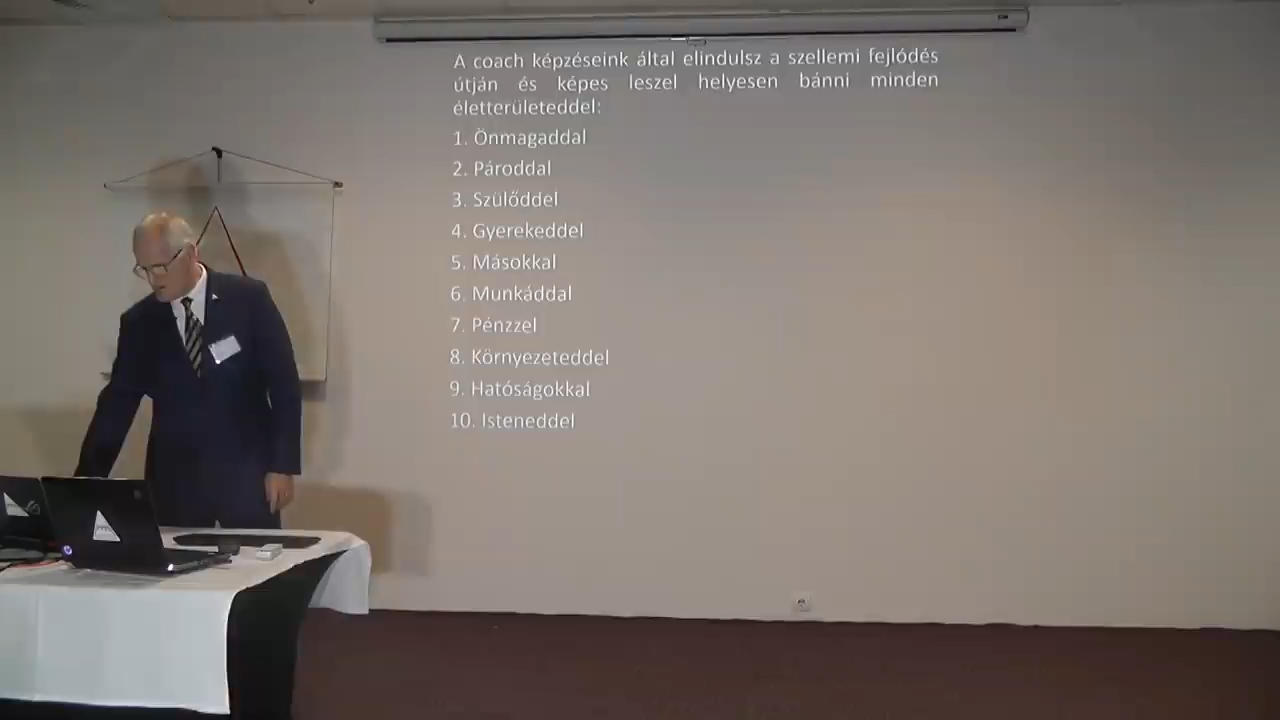 A coach képzéseink által elindulsz a szellemi fejlődés
útján és képes leszel helyesen bánni minden
életterületeddel:
1. Önmagaddal
2. Pároddal
3. Szülőddel
4. Gyerekeddel
5. Másokkal
6. Munkáddal
7. Pénzzel
8. Környezeteddel
9. Hatóságokkal
10. Isteneddel